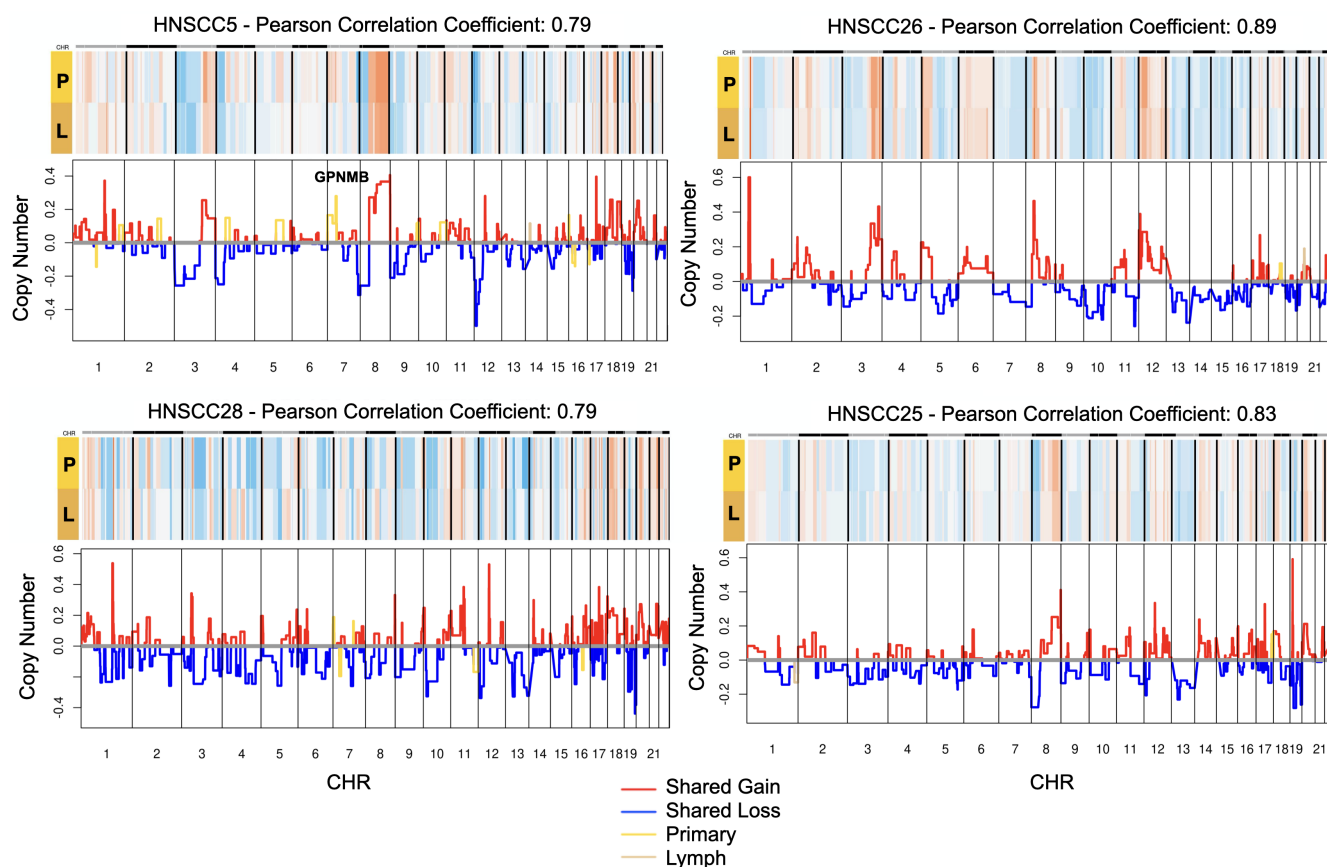 HNSCC5 - Pearson Correlation Coefficient: 0.79
CHR
P
L
GPNMB
Copy Number
0.4
0.2
0.0
-0.2
-0.4
1 2 3 4 5 6 7 8 9 10 11 12 13 14 15 16 17 18 19 21
HNSCC26 - Pearson Correlation Coefficient: 0.89
CHR
P
L
Copy Number
0.6
0.4
0.2
0.0
-0.2
1 2 3 4 5 6 7 8 9 10 11 12 13 14 15 16 17 18 19 21
HNSCC28 - Pearson Correlation Coefficient: 0.79
CHR
P
L
Copy Number
0.6
0.4
0.2
0.0
-0.4
1 2 3 4 5 6 7 8 9 10 11 12 13 14 15 16 17 18 19 21
CHR
HNSCC25 - Pearson Correlation Coefficient: 0.83
CHR
P
L
Copy Number
0.6
0.4
0.2
0.0
-0.2
1 2 3 4 5 6 7 8 9 10 11 12 13 14 15 16 17 18 19 21
CHR
Shared Gain
Shared Loss
Primary
Lymph